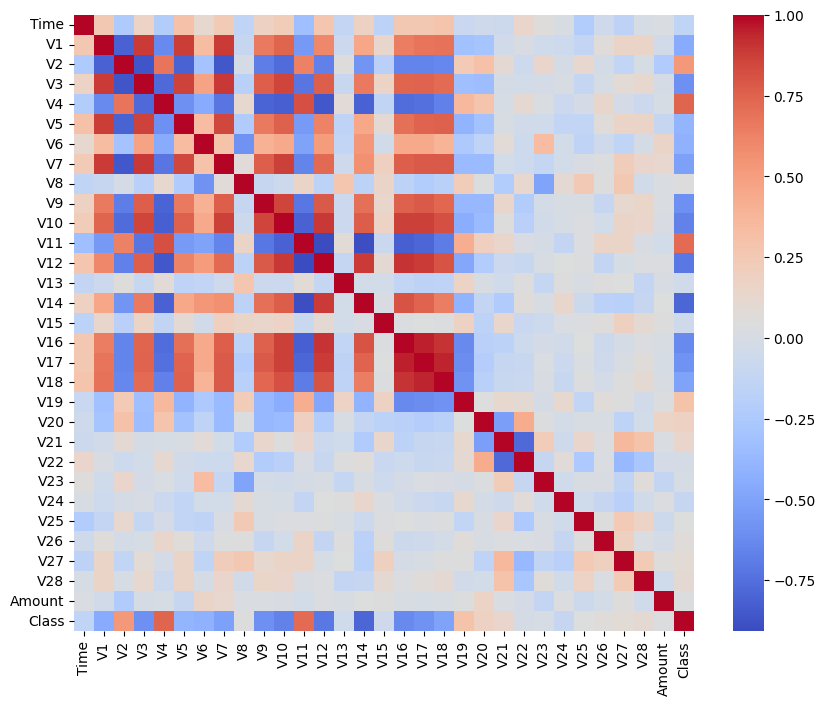 Time
V1
V2
V3
V4
V5
V6
V7
V8
V9
V10
V11
V12
V13
V14
V15
V16
V17
V18
V19
V20
V21
V22
V23
V24
V25
V26
V27
V28
Amount
Class
Time V1 V2 V3 V4 V5 V6 V7 V8 V9 V10 V11 V12 V13 V14 V15 V16 V17 V18 V19 V20 V21 V22 V23 V24 V25 V26 V27 V28 Amount Class
1.00
0.75
0.50
0.25
0.00
−0.25
−0.50
−0.75